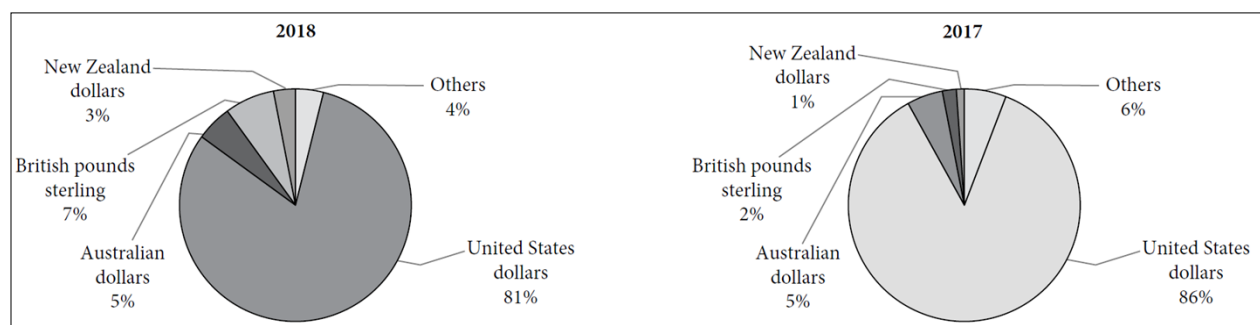 2018
New Zealand
dollars
3%
Others
4%
British pounds
sterling
7%
Australian
dollars
5%
United States
dollars
81%
2017
New Zealand
dollars
1%
Others
6%
British pounds
sterling
2%
Australian
dollars
5%
United States
dollars
86%